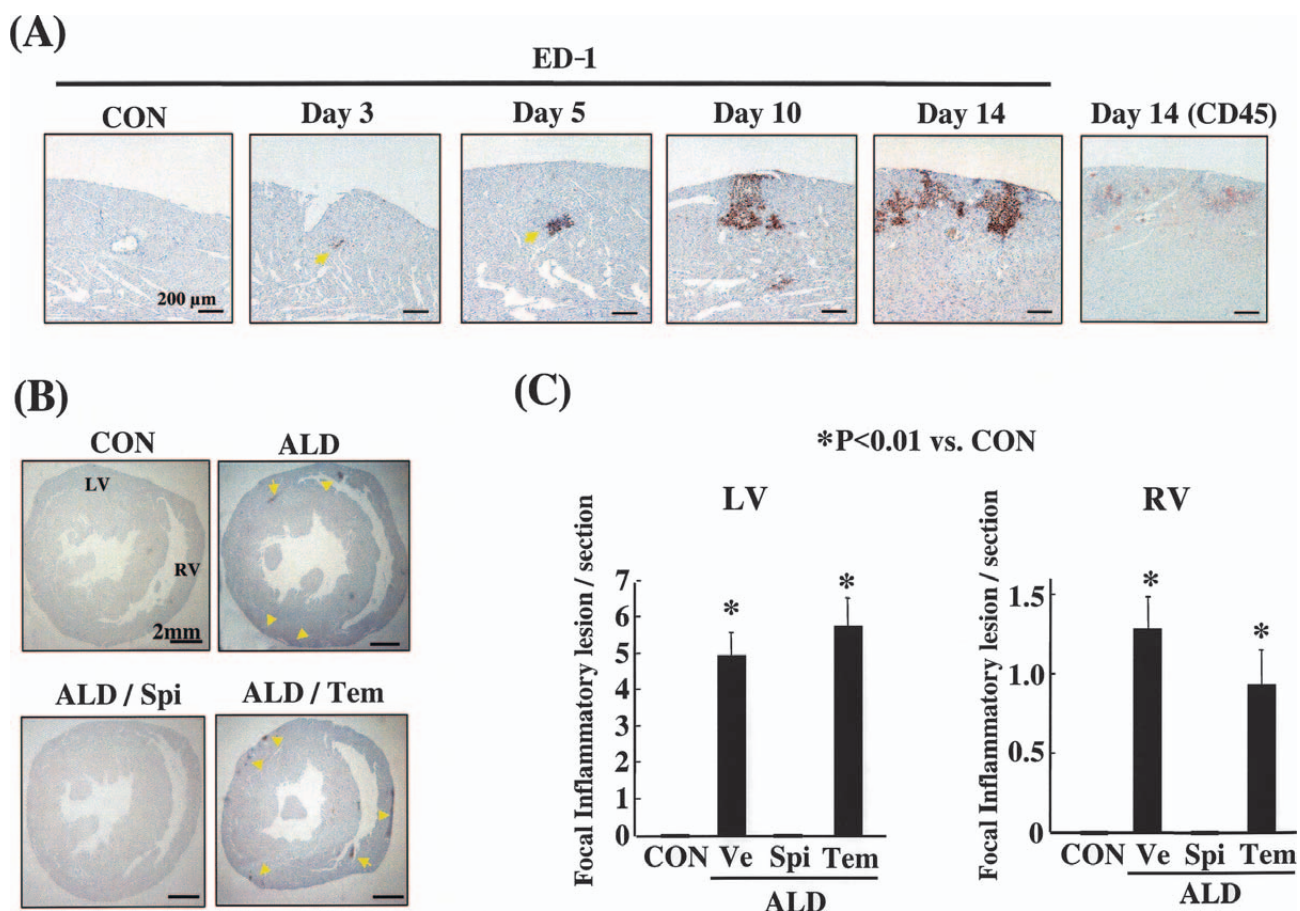 (A)
ED-1
CON
Day 3
Day 5
Day 10
Day 14
Day 14 (CD45)
200 µm
(B)
CON
ALD
LV
RV
2mm
ALD / Spi
ALD / Tem
(C)
*P<0.01 vs. CON
LV
Focal Inflammatory lesion / section
7
6
5
4
3
2
1
0
*
*
CON Ve Spi Tem
ALD
RV
Focal Inflammatory lesion / section
1.5
1.0
0.5
0
*
*
CON Ve Spi Tem
ALD